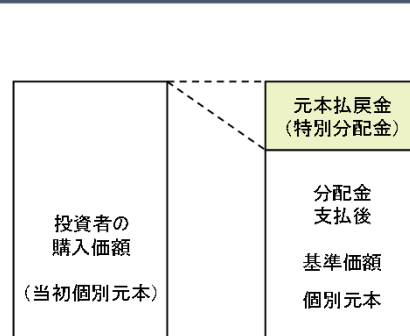 投資者の
購入価額
（当初個別元本）
元本払戻金
（特別分配金）
分配金
支払後
基準価額
個別元本